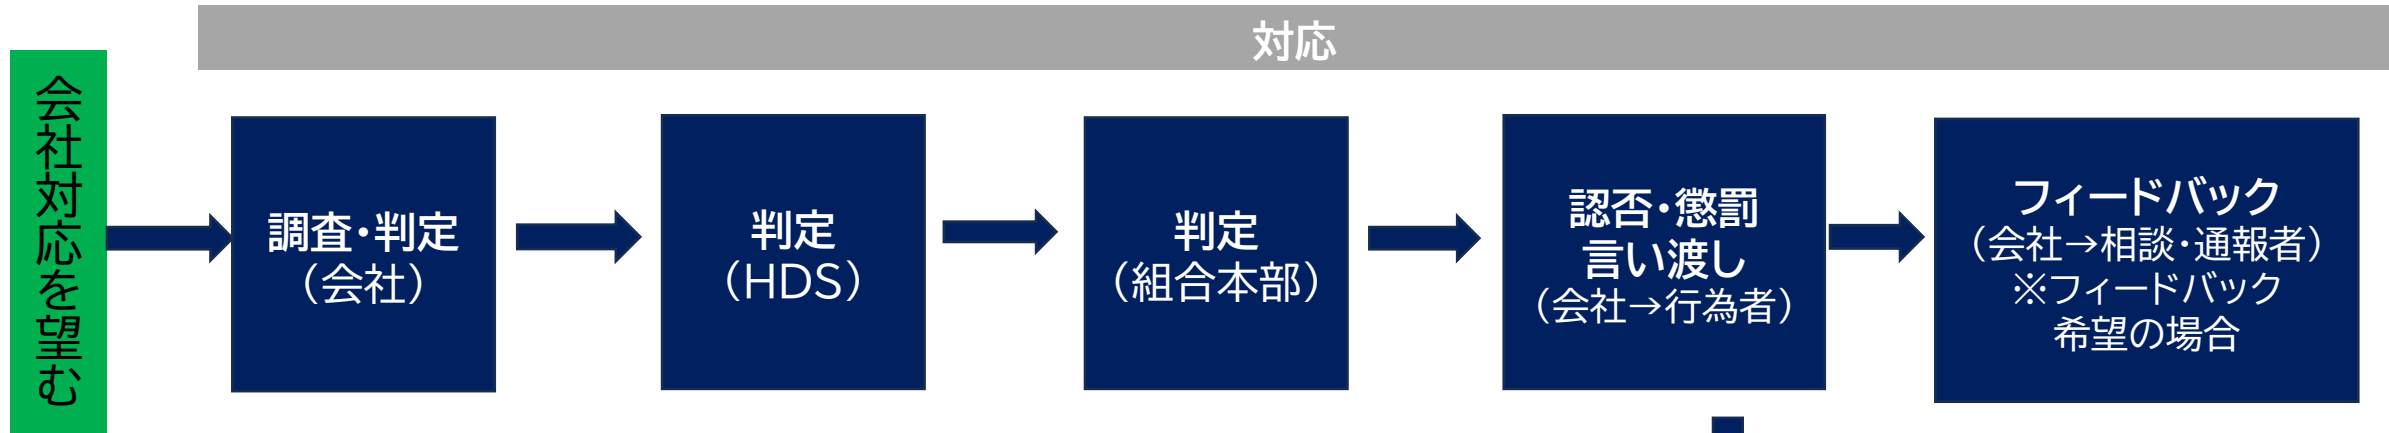 対応
会社対応を望む
調査・判定
（会社）
判定
（HDS）
判定
（組合本部）
認否・懲罰
言い渡し
（会社→行為者）
フィードバック
（会社→相談・通報者）
※フィードバック
希望の場合